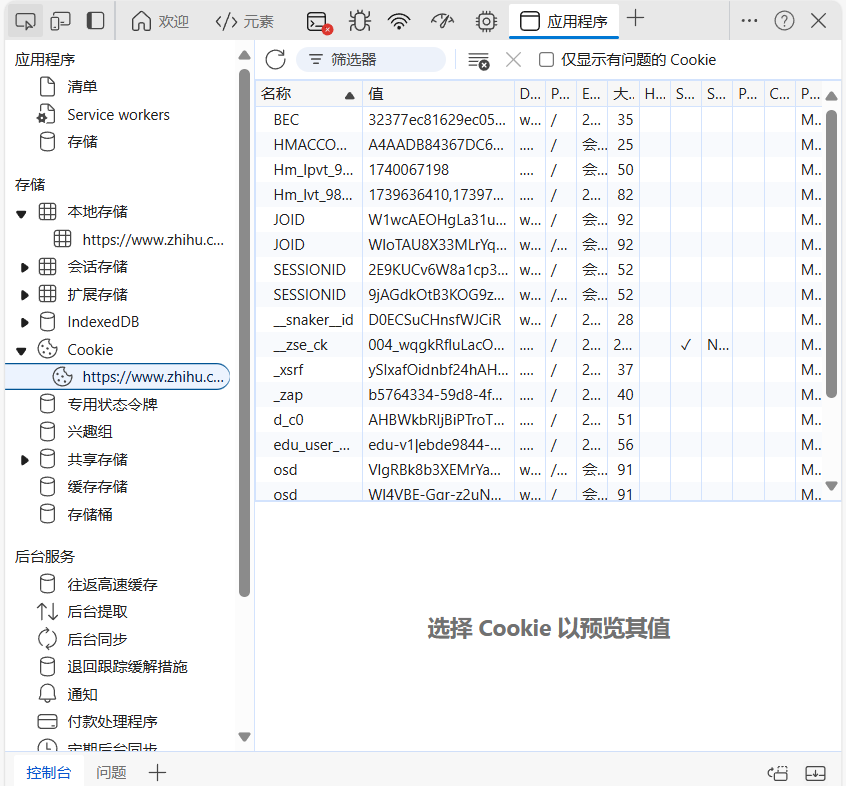 欢迎 元素 应用程序
应用程序
清单
Service workers
存储
存储
本地存储
https://www.zhihu.c...
会话存储
扩展存储
IndexedDB
Cookie
https://www.zhihu.c...
专用状态令牌
兴趣组
共享存储
缓存存储
存储桶
后台服务
往返高速缓存
后台提取
后台同步
退回跟踪缓解措施
通知
付款处理程序
定期后台同步
筛选器 仅显示有问题的 Cookie
名称 值 D... P... E... 大.. H... S... S... P... C... P...
BEC 32377ec81629ec05... w... / 2... 35 M..
HMACCO... A4AADB84367DC6... .... / 会... 25 M..
Hm_lpvt_9... 1740067198 .... / 会... 50 M..
Hm_lvt_98... 1739636410,17397... .... / 2... 82 M..
JOID W1wcAEOHgLa31u... w... / 会... 92 M..
JOID WIoTAU8X33MLrYq... w... /... 会... 92 M..
SESSIONID 2E9KUCv6W8a1cp3... w... / 会... 52 M..
SESSIONID 9jAGdkOtB3KOG9z... w... /... 会... 52 M..
__snaker__id D0ECSuCHnsfWJCiR w... / 2... 28 M..
__zse_ck 004_wqgkRfluLacO... .... / 2... 2... ✓ N... M..
_xsrf ySlxafOidnbf24hAH... .... / 2... 37 M..
_zap b5764334-59d8-4f... .... / 2... 40 M..
d_c0 AHBWkbRljBiPTroT... .... / 2... 51 M..
edu_user_... edu-v1|ebde9844-... .... / 2... 56 M..
osd VlgRBk8b3XEMrYa... w... /... 会... 91 M..
osd WI4VBE-Ggr-z2uN... w... / 会... 91 M..
选择 Cookie 以预览其值
控制台 问题